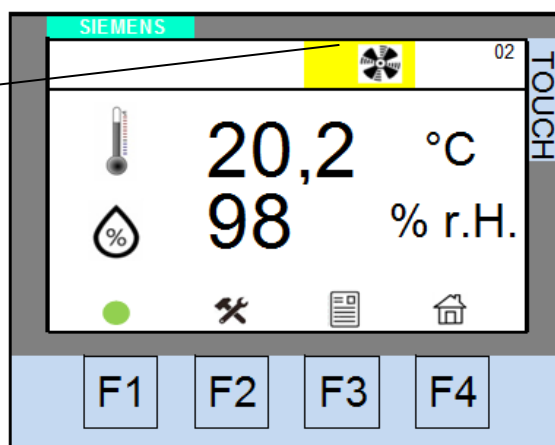 SIEMENS
02
TOUCH
20,2 °C
%
98 % r.H.
F1 F2 F3 F4